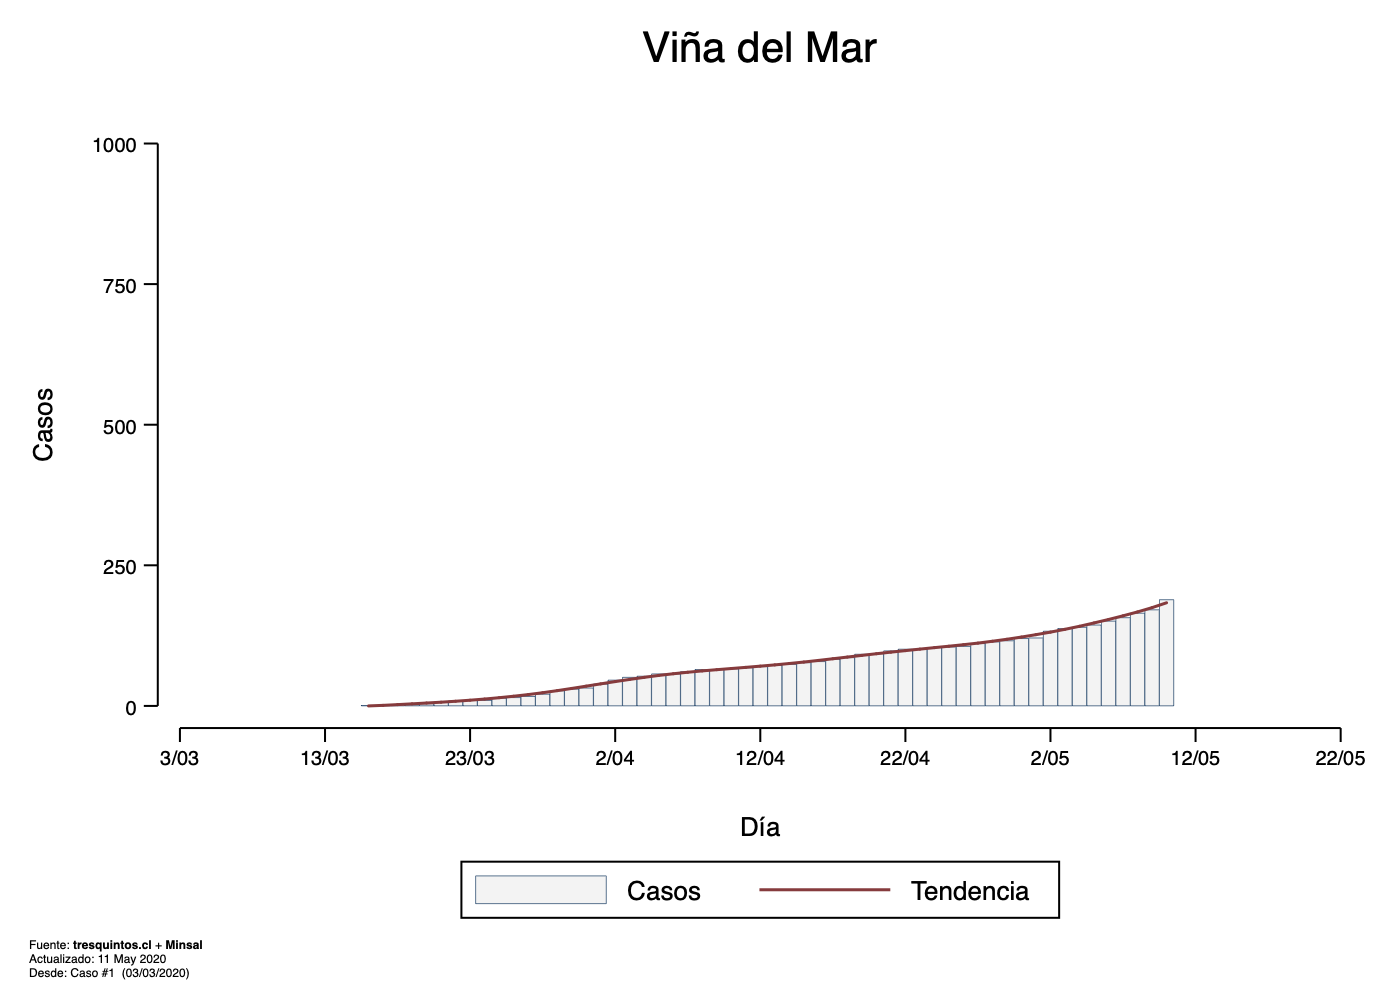 Viña del Mar
1000
750
500
250
0
Casos
3/03 13/03 23/03 2/04 12/04 22/04 2/05 12/05 22/05
Día
Casos Tendencia
Fuente: tresquintos.cl + Minsal
Actualizado: 11 May 2020
Desde: Caso #1 (03/03/2020)